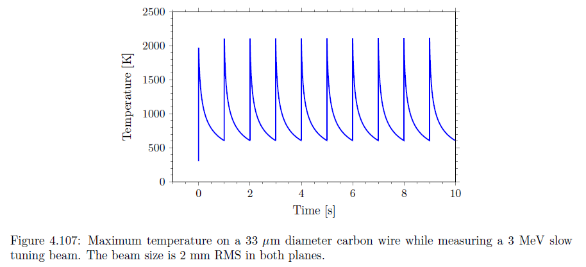 2500
2000
1500
1000
500
0
Temperature [K]
0 2 4 6 8 10
Time [s]
Figure 4.107: Maximum temperature on a 33 μm diameter carbon wire while measuring a 3 MeV slow
tuning beam. The beam size is 2 mm RMS in both planes.